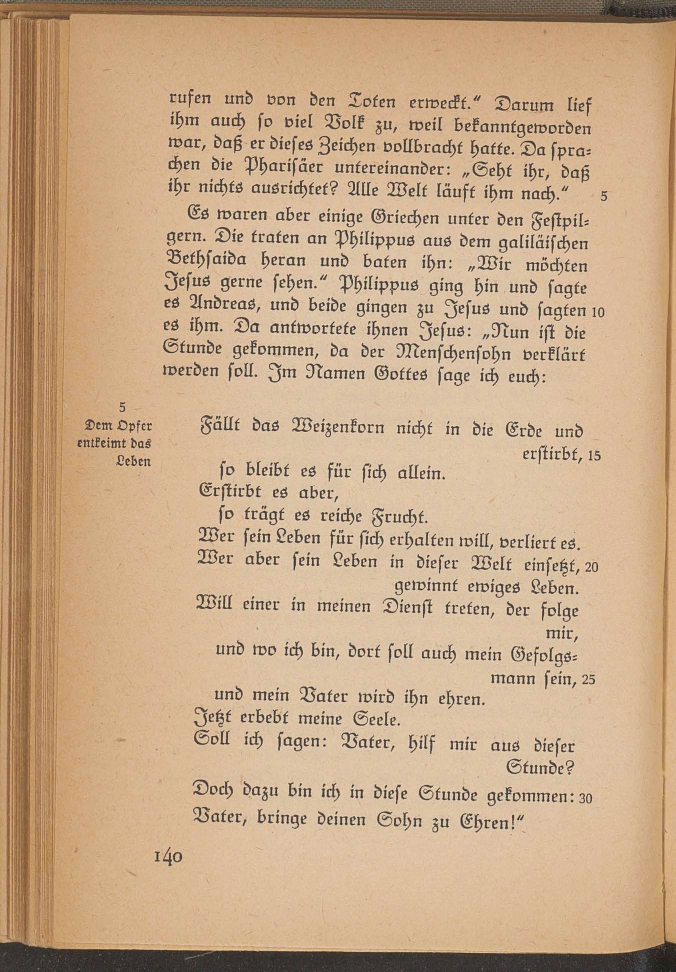 rufen und von den Toten erweckt.“ Darum lief
ihm auch so viel Volk zu, weil bekanntgeworden
war, daß er dieses Zeichen vollbracht hatte. Da spra-
chen die Pharisäer untereinander: „Seht ihr, daß
ihr nichts ausrichtet? Alle Welt läuft ihm nach.“ 5
Es waren aber einige Griechen unter den Festpil-
gern. Die traten an Philippus aus dem galiläischen
Bethsaida heran und baten ihn: „Wir möchten
Jesus gerne sehen.“ Philippus ging hin und sagte
es Andreas, und beide gingen zu Jesus und sagten 10
es ihm. Da antwortete ihnen Jesus: „Nun ist die
Stunde gekommen, da der Menschensohn verklärt
werden soll. Im Namen Gottes sage ich euch:
5
Dem Opfer
entkeimt das
Leben
Fällt das Weizenkorn nicht in die Erde und
erstirbt, 15
so bleibt es für sich allein.
Erstirbt es aber,
so trägt es reiche Frucht.
Wer sein Leben für sich erhalten will, verliert es.
Wer aber sein Leben in dieser Welt einsetzt, 20
gewinnt ewiges Leben.
Will einer in meinen Dienst treten, der folge
mir,
und wo ich bin, dort soll auch mein Gefolgs-
mann sein, 25
und mein Vater wird ihn ehren.
Jetzt erbebt meine Seele.
Soll ich sagen: Vater, hilf mir aus dieser
Stunde?
Doch dazu bin ich in diese Stunde gekommen: 30
Vater, bringe deinen Sohn zu Ehren!“
140